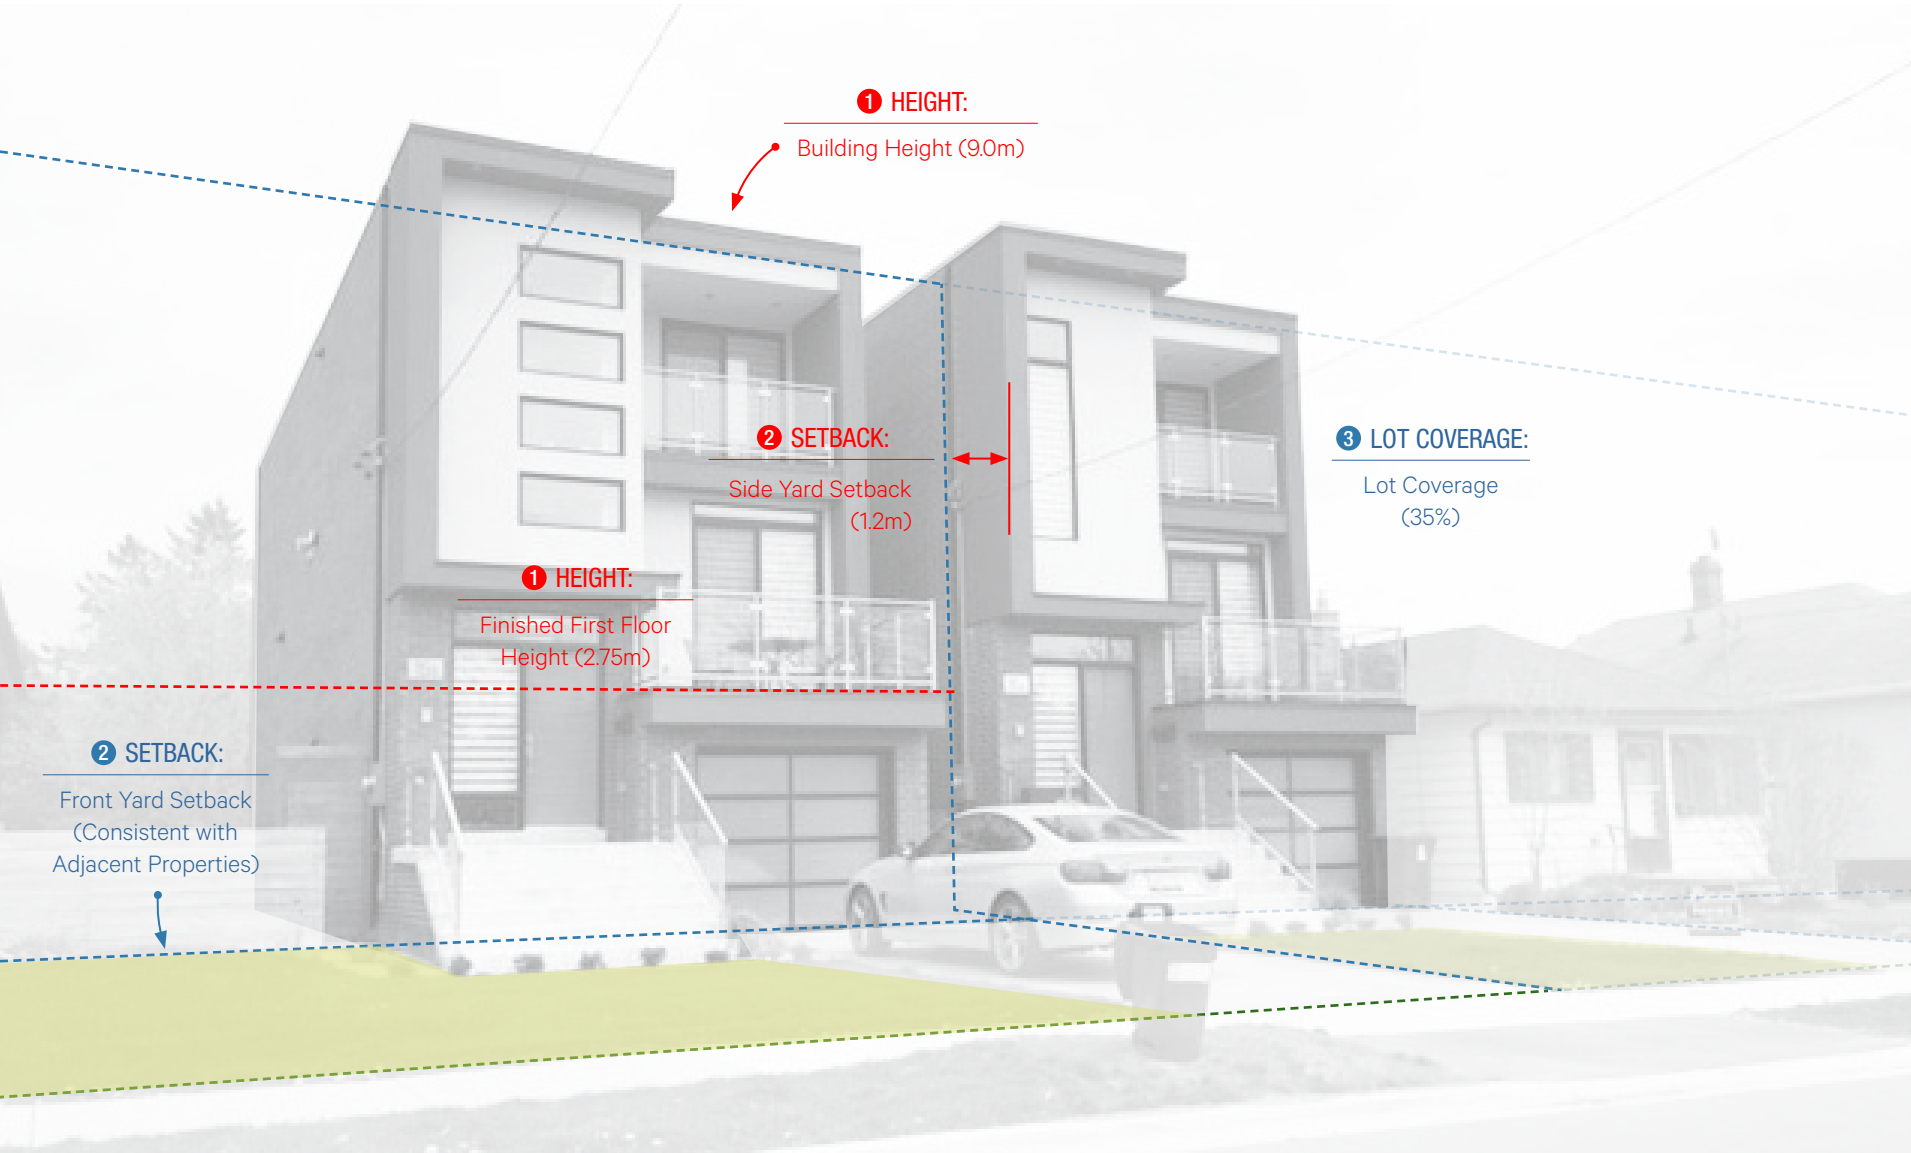 1 HEIGHT:
Building Height (9.0m)
2 SETBACK:
Side Yard Setback
(1.2m)
3 LOT COVERAGE:
Lot Coverage
(35%)
1 HEIGHT:
Finished First Floor
Height (2.75m)
2 SETBACK:
Front Yard Setback
(Consistent with
Adjacent Properties)